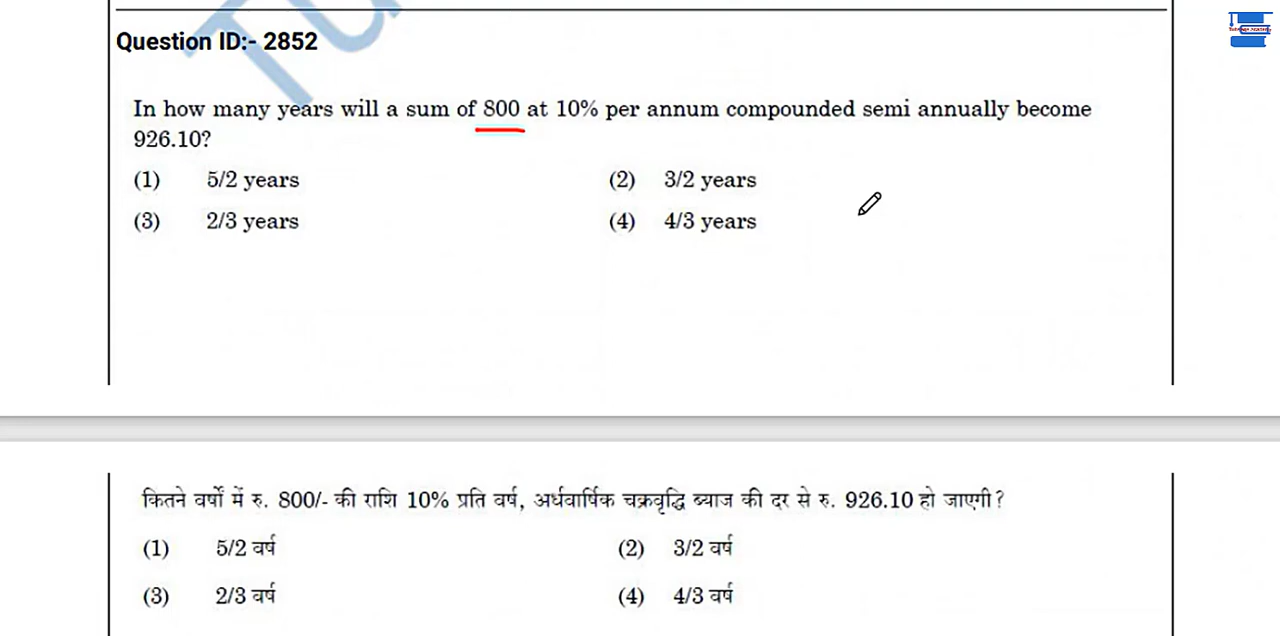 Question ID:- 2852
In how many years will a sum of 800 at 10% per annum compounded semi annually become
926.10?
(1) 5/2 years (2) 3/2 years
(3) 2/3 years (4) 4/3 years
कितने वर्षों में रु. 800/- की राशि 10% प्रति वर्ष, अर्धवार्षिक चक्रवृद्धि ब्याज की दर से रु. 926.10 हो जाएगी?
(1) 5/2 वर्ष (2) 3/2 वर्ष
(3) 2/3 वर्ष (4) 4/3 वर्ष